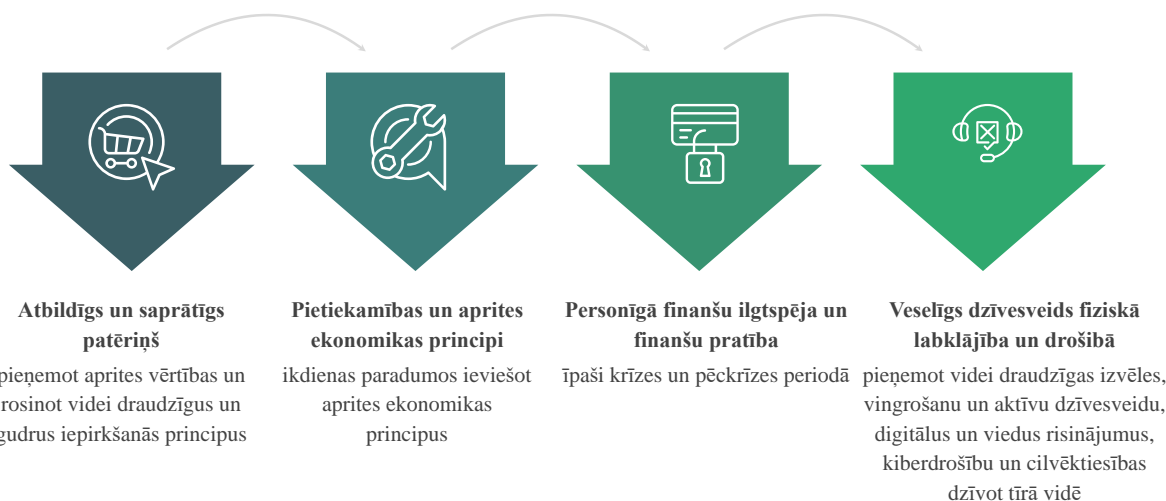 Atbildīgs un saprātīgs
patēriņš
pieņemot aprites vērtības un
rosinot videi draudzīgus un
gudrus iepirkšanās principus
Pietiekamības un aprites
ekonomikas principi
ikdienas paradumos ieviešot
aprites ekonomikas
principus
Personīgā finanšu ilgtspēja un
finanšu pratība
īpaši krīzes un pēckrīzes periodā
Veselīgs dzīvesveids fiziskā
labklājība un drošibā
pieņemot videi draudzīgas izvēles,
vingrošanu un aktīvu dzīvesveidu,
digitālus un viedus risinājumus,
kiberdrošību un cilvēktiesības
dzīvot tīrā vidē